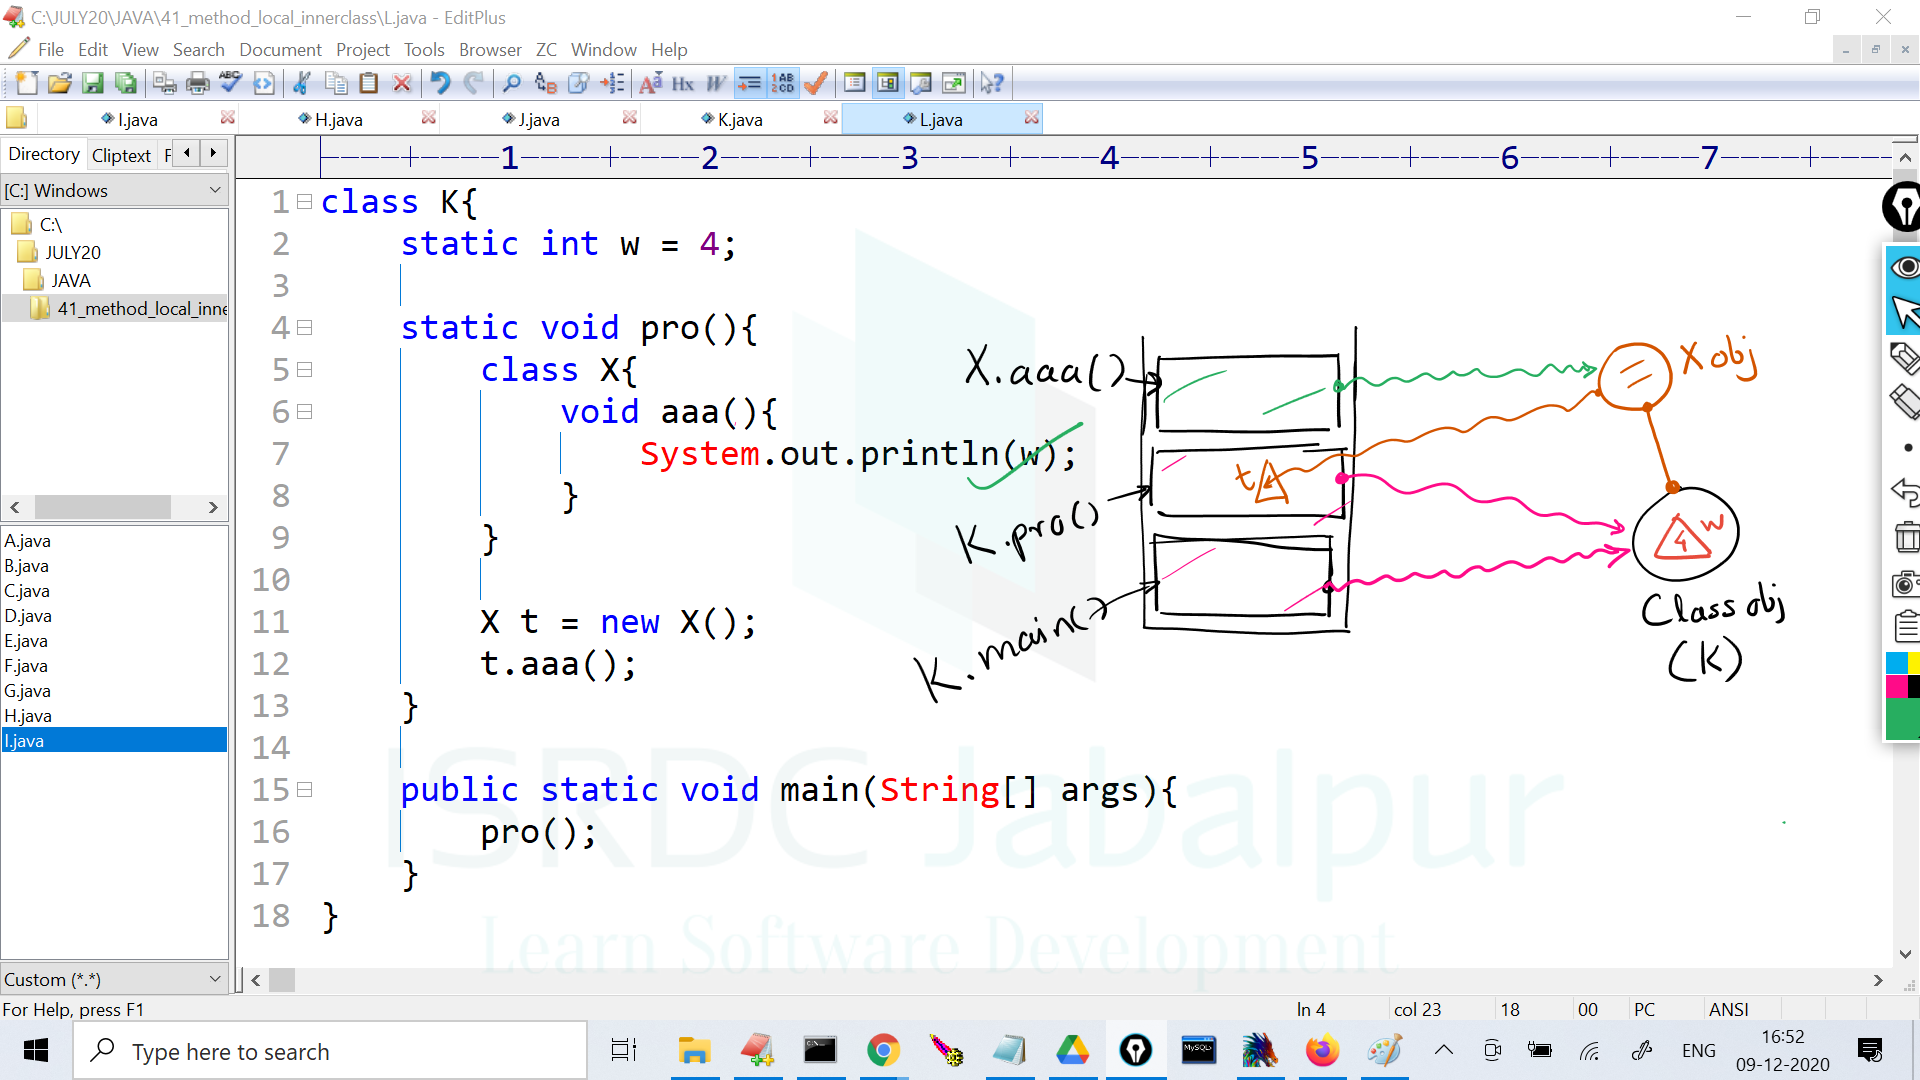 C:\JULY20\JAVA\41_method_local_innerclass\L.java - EditPlus
File Edit View Search Document Project Tools Browser ZC Window Help
I.java H.java J.java K.java L.java
Directory Cliptext F
1 2 3 4 5 6 7
[C:] Windows
C:\
JULY20
JAVA
41_method_local_inne
A.java
B.java
C.java
D.java
E.java
F.java
G.java
H.java
I.java
Custom (*.*)
1 class K{
2 static int w = 4;
3
4 static void pro(){
5 class X{
6 void aaa(){
7 System.out.println(w);
8 }
9 }
10
11 X t = new X();
12 t.aaa();
13 }
14
15 public static void main(String[] args){
16 pro();
17 }
18 }
X.aaa()
K.pro()
K.main()
t
X obj
4 w
Class obj
(K)
ISRDC Jabalpur
Learn Software Development
For Help, press F1 ln 4 col 23 18 00 PC ANSI
Type here to search
MySQL
ENG
16:52
09-12-2020